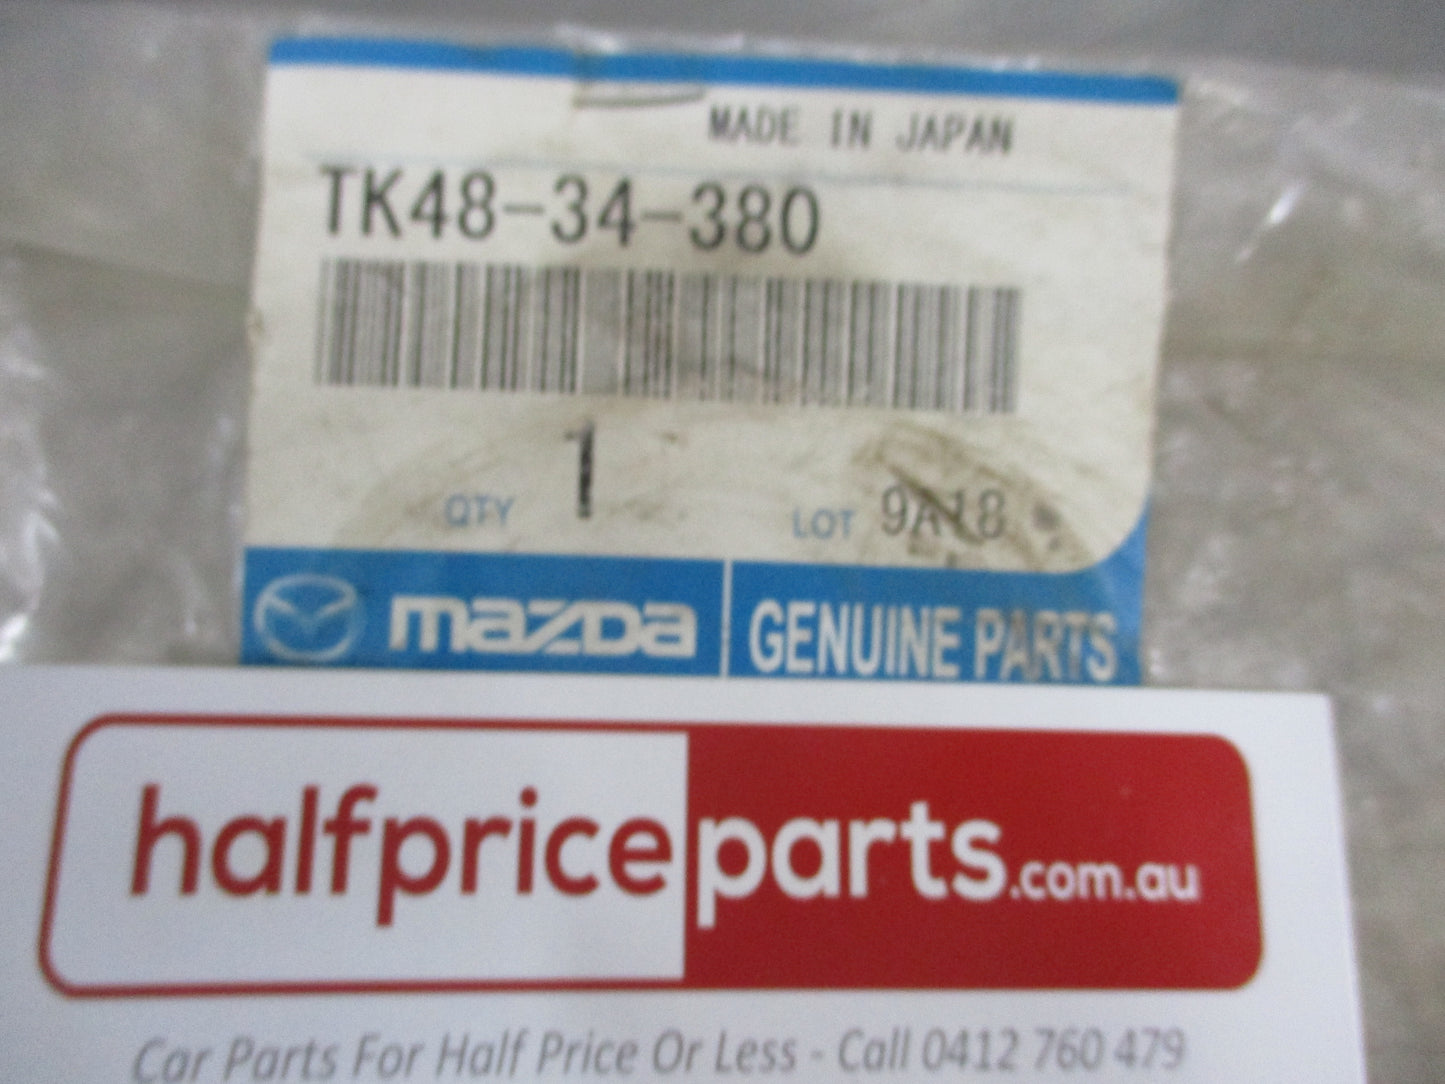 MADE IN JAPAN
TK48-34-380
QTY 1 LOT 9A18
mazda GENUINE PARTS
halfpriceparts.com.au
Car Parts For Half Price Or Less - Call 0412 760 479